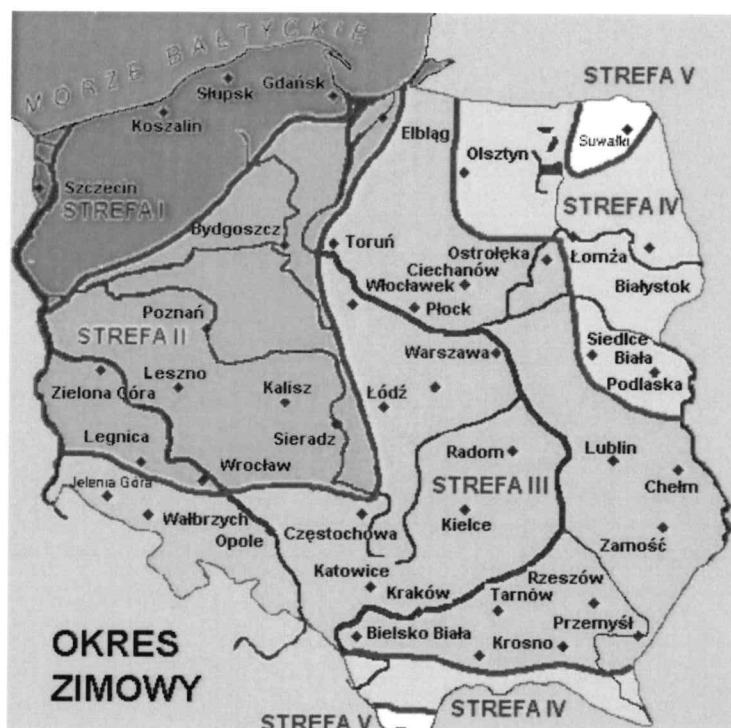 MORZE BAŁTYCKIE
STREFA V
Słupsk
Gdańsk
Koszalin
Elbląg
Suwałki
Olsztyn
Szczecin
STREFA I
STREFA IV
Bydgoszcz
Toruń
Ostrołęka
Łomża
Ciechanów
Włocławek
Białystok
Płock
Poznań
STREFA II
Siedlce
Warszawa
Biała
Podlaska
Leszno
Zielona Góra
Kalisz
Łódź
Sieradz
Legnica
Radom
Lublin
Wrocław
Chełm
Jelenia Góra
STREFA III
Wałbrzych
Częstochowa
Kielce
Opole
Zamość
Katowice
Rzeszów
Kraków
Tarnów
Przemyśl
Bielsko Biała
Krosno
OKRES
ZIMOWY
STREFA IV
STREFA V